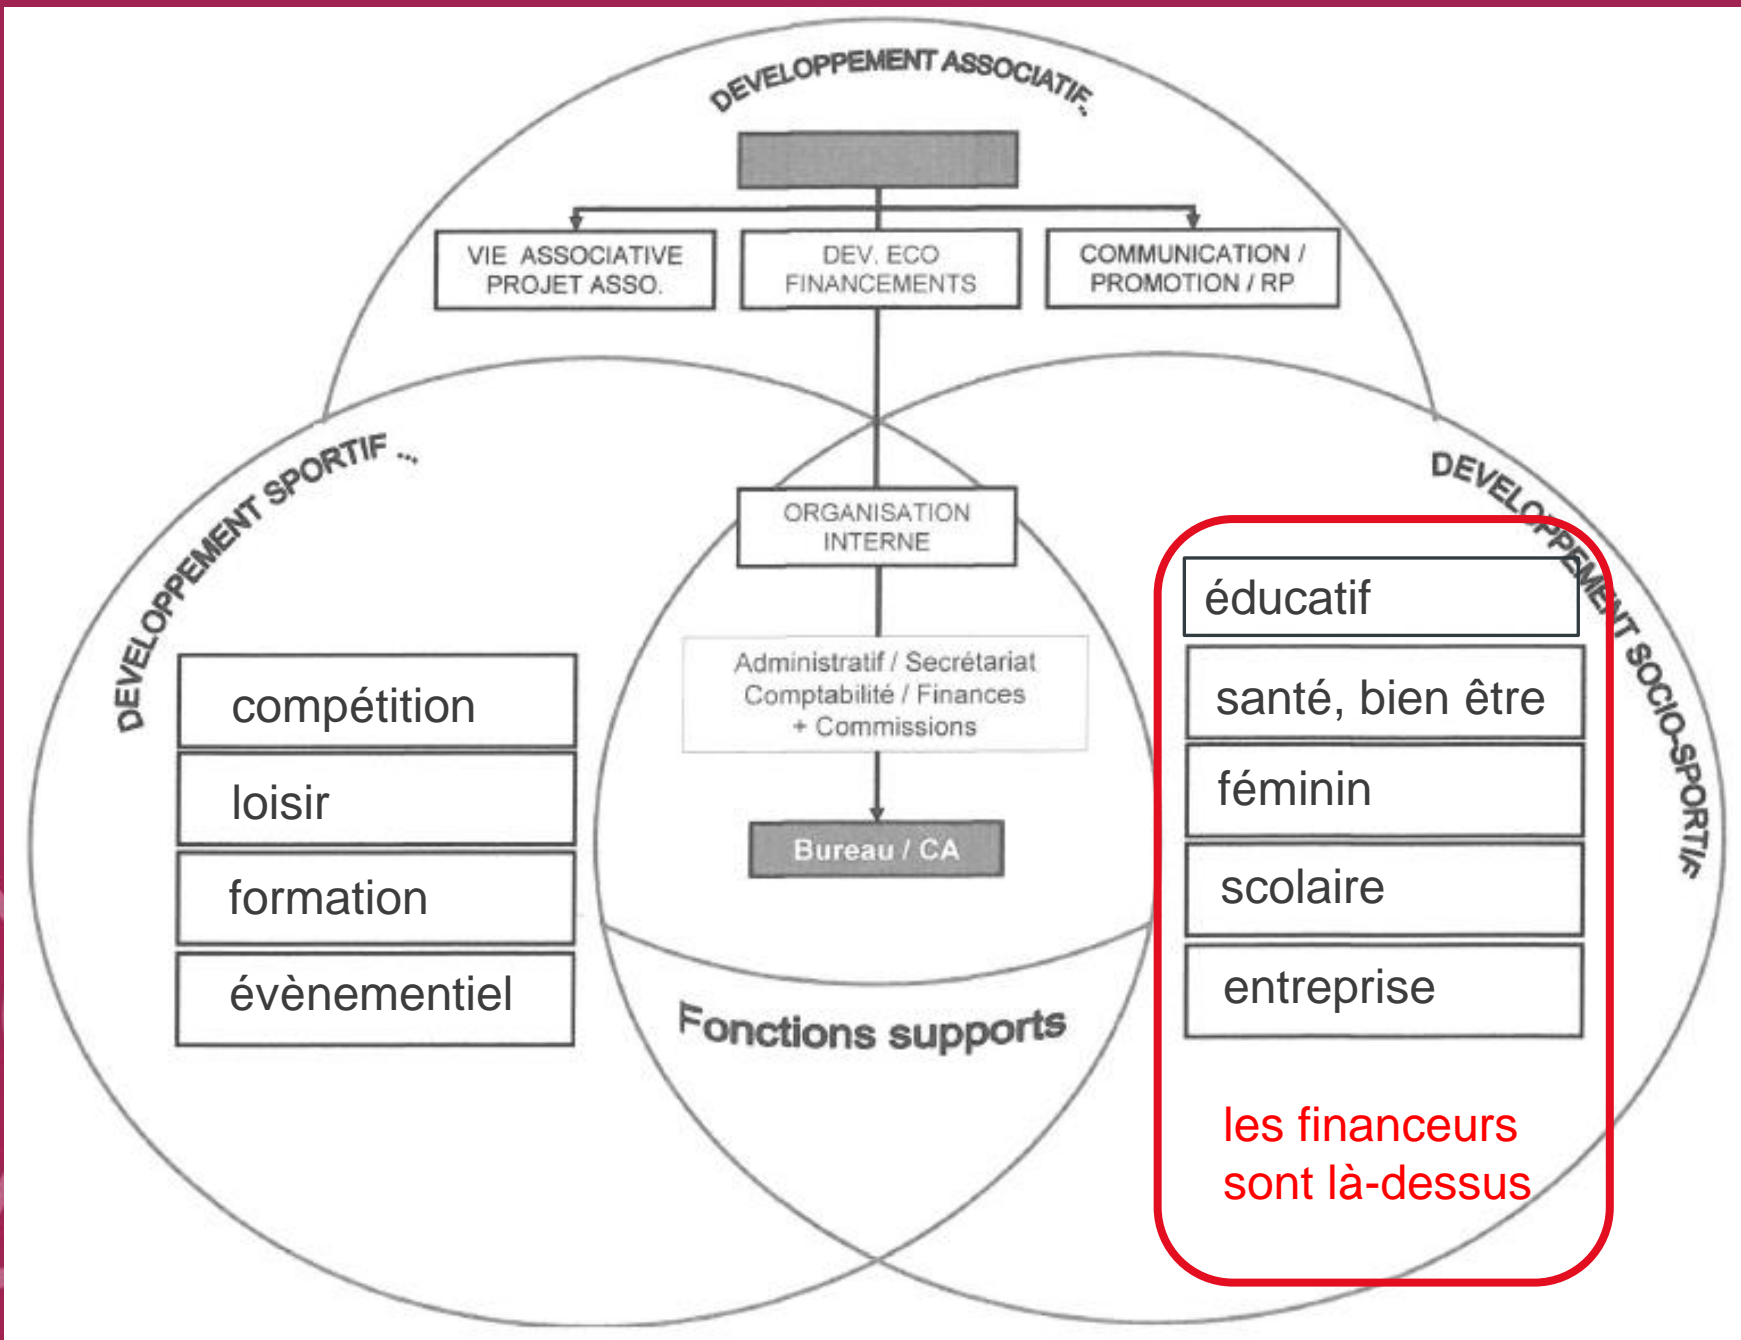 DEVELOPPEMENT ASSOCIATIF...
VIE ASSOCIATIVE
PROJET ASSO.
DEV. ECO
FINANCEMENTS
COMMUNICATION /
PROMOTION / RP
DEVELOPPEMENT SPORTIF ...
compétition
loisir
formation
évènementiel
ORGANISATION
INTERNE
Administratif / Secrétariat
Comptabilité / Finances
+ Commissions
Bureau / CA
Fonctions supports
DEVELOPPEMENT SOCIO-SPORTIF
éducatif
santé, bien être
féminin
scolaire
entreprise
les financeurs
sont là-dessus